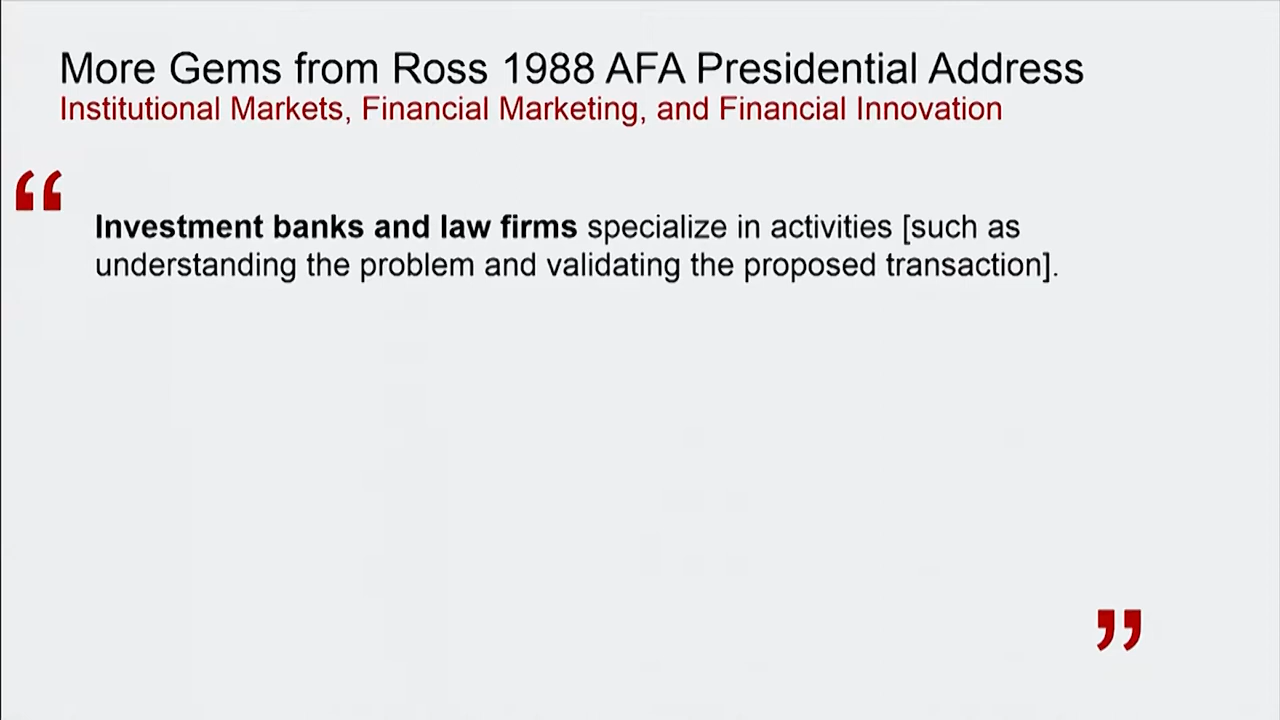 More Gems from Ross 1988 AFA Presidential Address
Institutional Markets, Financial Marketing, and Financial Innovation
“
Investment banks and law firms specialize in activities [such as
understanding the problem and validating the proposed transaction].
”